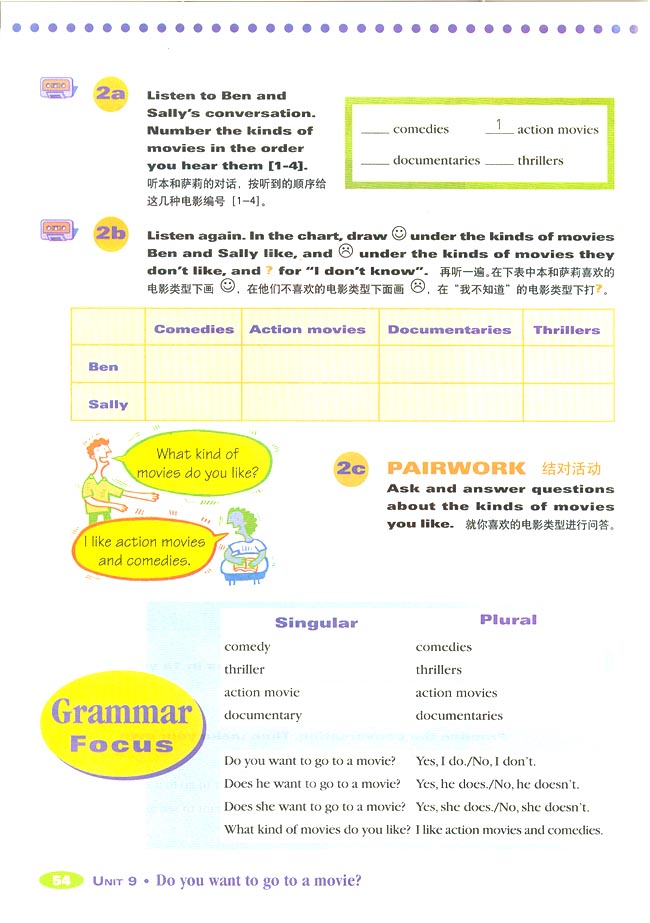 2a
Listen to Ben and
Sally's conversation.
Number the kinds of
movies in the order
you hear them [1-4].
听本和萨莉的对话，按听到的顺序给
这几种电影编号 [1-4]。
____ comedies 1 action movies
____ documentaries ____ thrillers
2b
Listen again. In the chart, draw ☺ under the kinds of movies
Ben and Sally like, and ☹ under the kinds of movies they
don't like, and ? for "I don't know". 再听一遍。在下表中本和萨莉喜欢的
电影类型下画 ☺，在他们不喜欢的电影类型下面画 ☹，在“我不知道”的电影类型下打?。
Comedies Action movies Documentaries Thrillers
Ben
Sally
What kind of
movies do you like?
I like action movies
and comedies.
2c
PAIRWORK 结对活动
Ask and answer questions
about the kinds of movies
you like. 就你喜欢的电影类型进行问答。
Grammar
Focus
Singular Plural
comedy comedies
thriller thrillers
action movie action movies
documentary documentaries
Do you want to go to a movie? Yes, I do./No, I don't.
Does he want to go to a movie? Yes, he does./No, he doesn't.
Does she want to go to a movie? Yes, she does./No, she doesn't.
What kind of movies do you like? I like action movies and comedies.
54 UNIT 9 • Do you want to go to a movie?